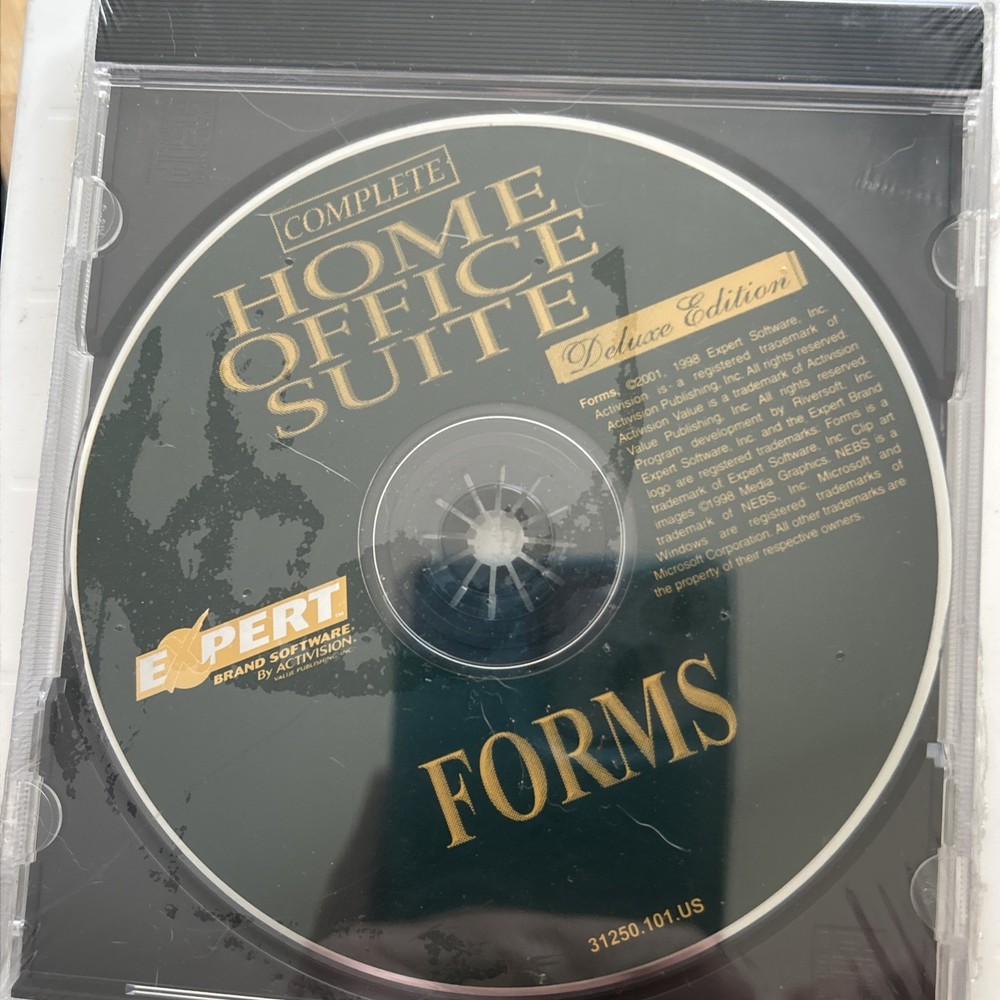 COMPLETE
HOME
OFFICE
SUITE
Deluxe Edition
Forms, ©2001, 1998 Expert Software, Inc.
Activision is a registered trademark of
Activision Publishing, Inc. All rights reserved.
Activision Value is a trademark of Activision
Value Publishing, Inc. All rights reserved.
Program development by Riversoft, Inc.
Expert Software, Inc. and the Expert Brand
logo are registered trademarks. Forms is a
trademark of Expert Software, Inc. Clip art
images ©1998 Media Graphics. NEBS is a
trademark of NEBS, Inc. Microsoft and
Windows are registered trademarks of
Microsoft Corporation. All other trademarks are
the property of their respective owners.
EXPERT™
BRAND SOFTWARE.
By ACTIVISION.
VALUE PUBLISHING, INC.
FORMS
31250.101.US